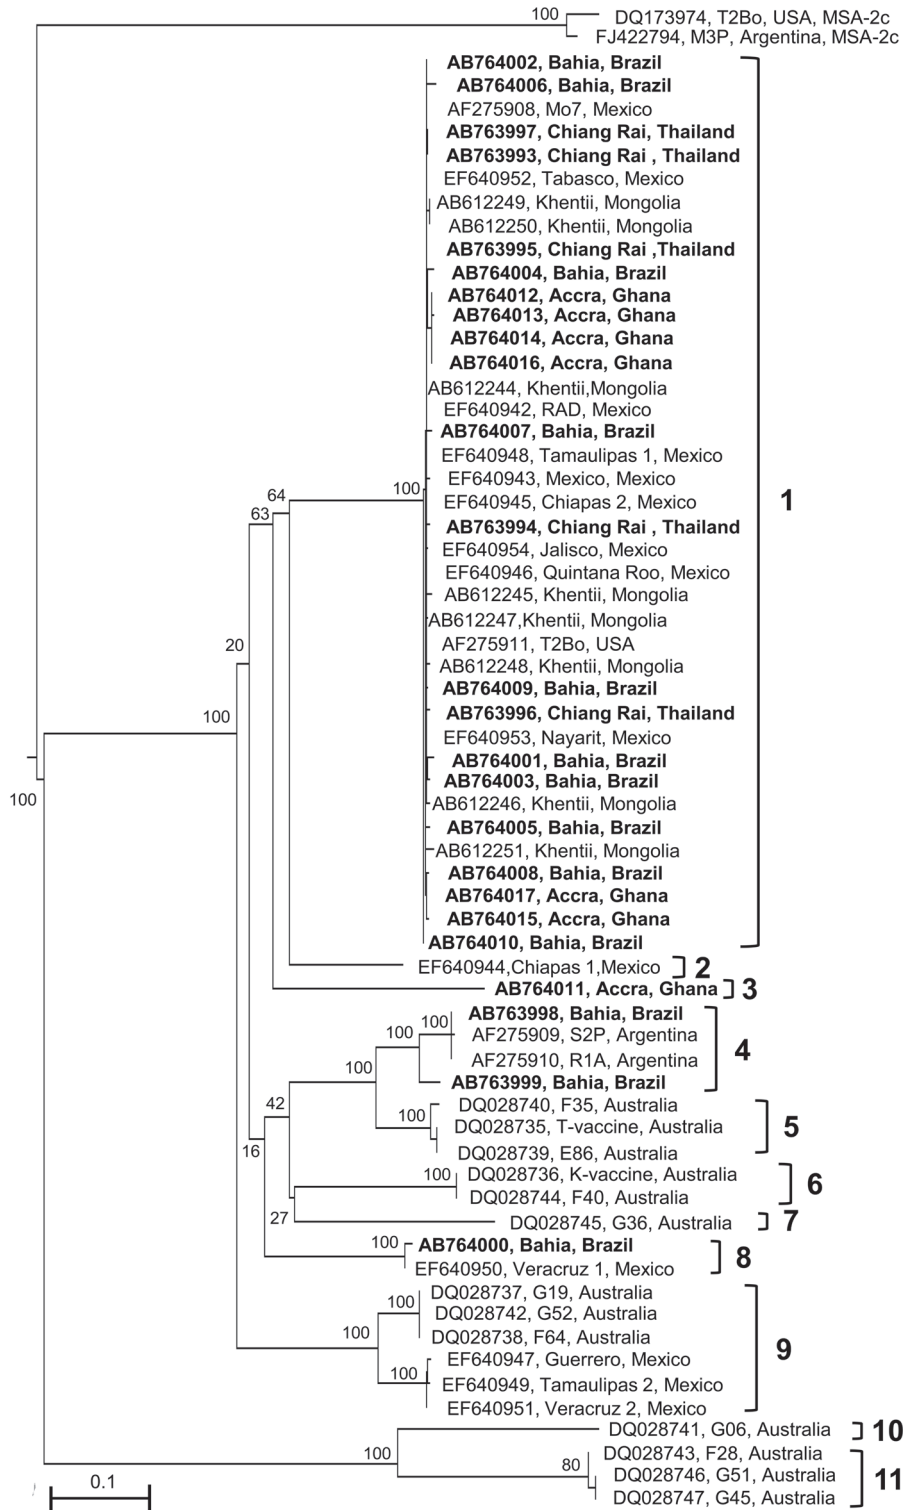 100
DQ173974, T2Bo, USA, MSA-2c
FJ422794, M3P, Argentina, MSA-2c
AB764002, Bahia, Brazil
AB764006, Bahia, Brazil
AF275908, Mo7, Mexico
AB763997, Chiang Rai, Thailand
AB763993, Chiang Rai , Thailand
EF640952, Tabasco, Mexico
AB612249, Khentii, Mongolia
AB612250, Khentii, Mongolia
AB763995, Chiang Rai ,Thailand
AB764004, Bahia, Brazil
AB764012, Accra, Ghana
AB764013, Accra, Ghana
AB764014, Accra, Ghana
AB764016, Accra, Ghana
AB612244, Khentii,Mongolia
EF640942, RAD, Mexico
AB764007, Bahia, Brazil
EF640948, Tamaulipas 1, Mexico
EF640943, Mexico, Mexico
100
64
EF640945, Chiapas 2, Mexico
1
63
AB763994, Chiang Rai , Thailand
EF640954, Jalisco, Mexico
EF640946, Quintana Roo, Mexico
AB612245, Khentii, Mongolia
AB612247,Khentii, Mongolia
20
AF275911, T2Bo, USA
AB612248, Khentii, Mongolia
AB764009, Bahia, Brazil
100
AB763996, Chiang Rai, Thailand
EF640953, Nayarit, Mexico
AB764001, Bahia, Brazil
AB764003, Bahia, Brazil
100
AB612246, Khentii, Mongolia
AB764005, Bahia, Brazil
AB612251, Khentii, Mongolia
AB764008, Bahia, Brazil
AB764017, Accra, Ghana
AB764015, Accra, Ghana
AB764010, Bahia, Brazil
EF640944,Chiapas 1,Mexico 2
AB764011, Accra, Ghana 3
AB763998, Bahia, Brazil
100
100
AF275909, S2P, Argentina
4
AF275910, R1A, Argentina
100
AB763999, Bahia, Brazil
42
DQ028740, F35, Australia
100
DQ028735, T-vaccine, Australia 5
16
DQ028739, E86, Australia
100
DQ028736, K-vaccine, Australia
6
DQ028744, F40, Australia
27
DQ028745, G36, Australia 7
100
AB764000, Bahia, Brazil
8
EF640950, Veracruz 1, Mexico
DQ028737, G19, Australia
100
DQ028742, G52, Australia
100
DQ028738, F64, Australia
9
EF640947, Guerrero, Mexico
100
EF640949, Tamaulipas 2, Mexico
EF640951, Veracruz 2, Mexico
DQ028741, G06, Australia 10
100
DQ028743, F28, Australia
80
DQ028746, G51, Australia 11
0.1
DQ028747, G45, Australia